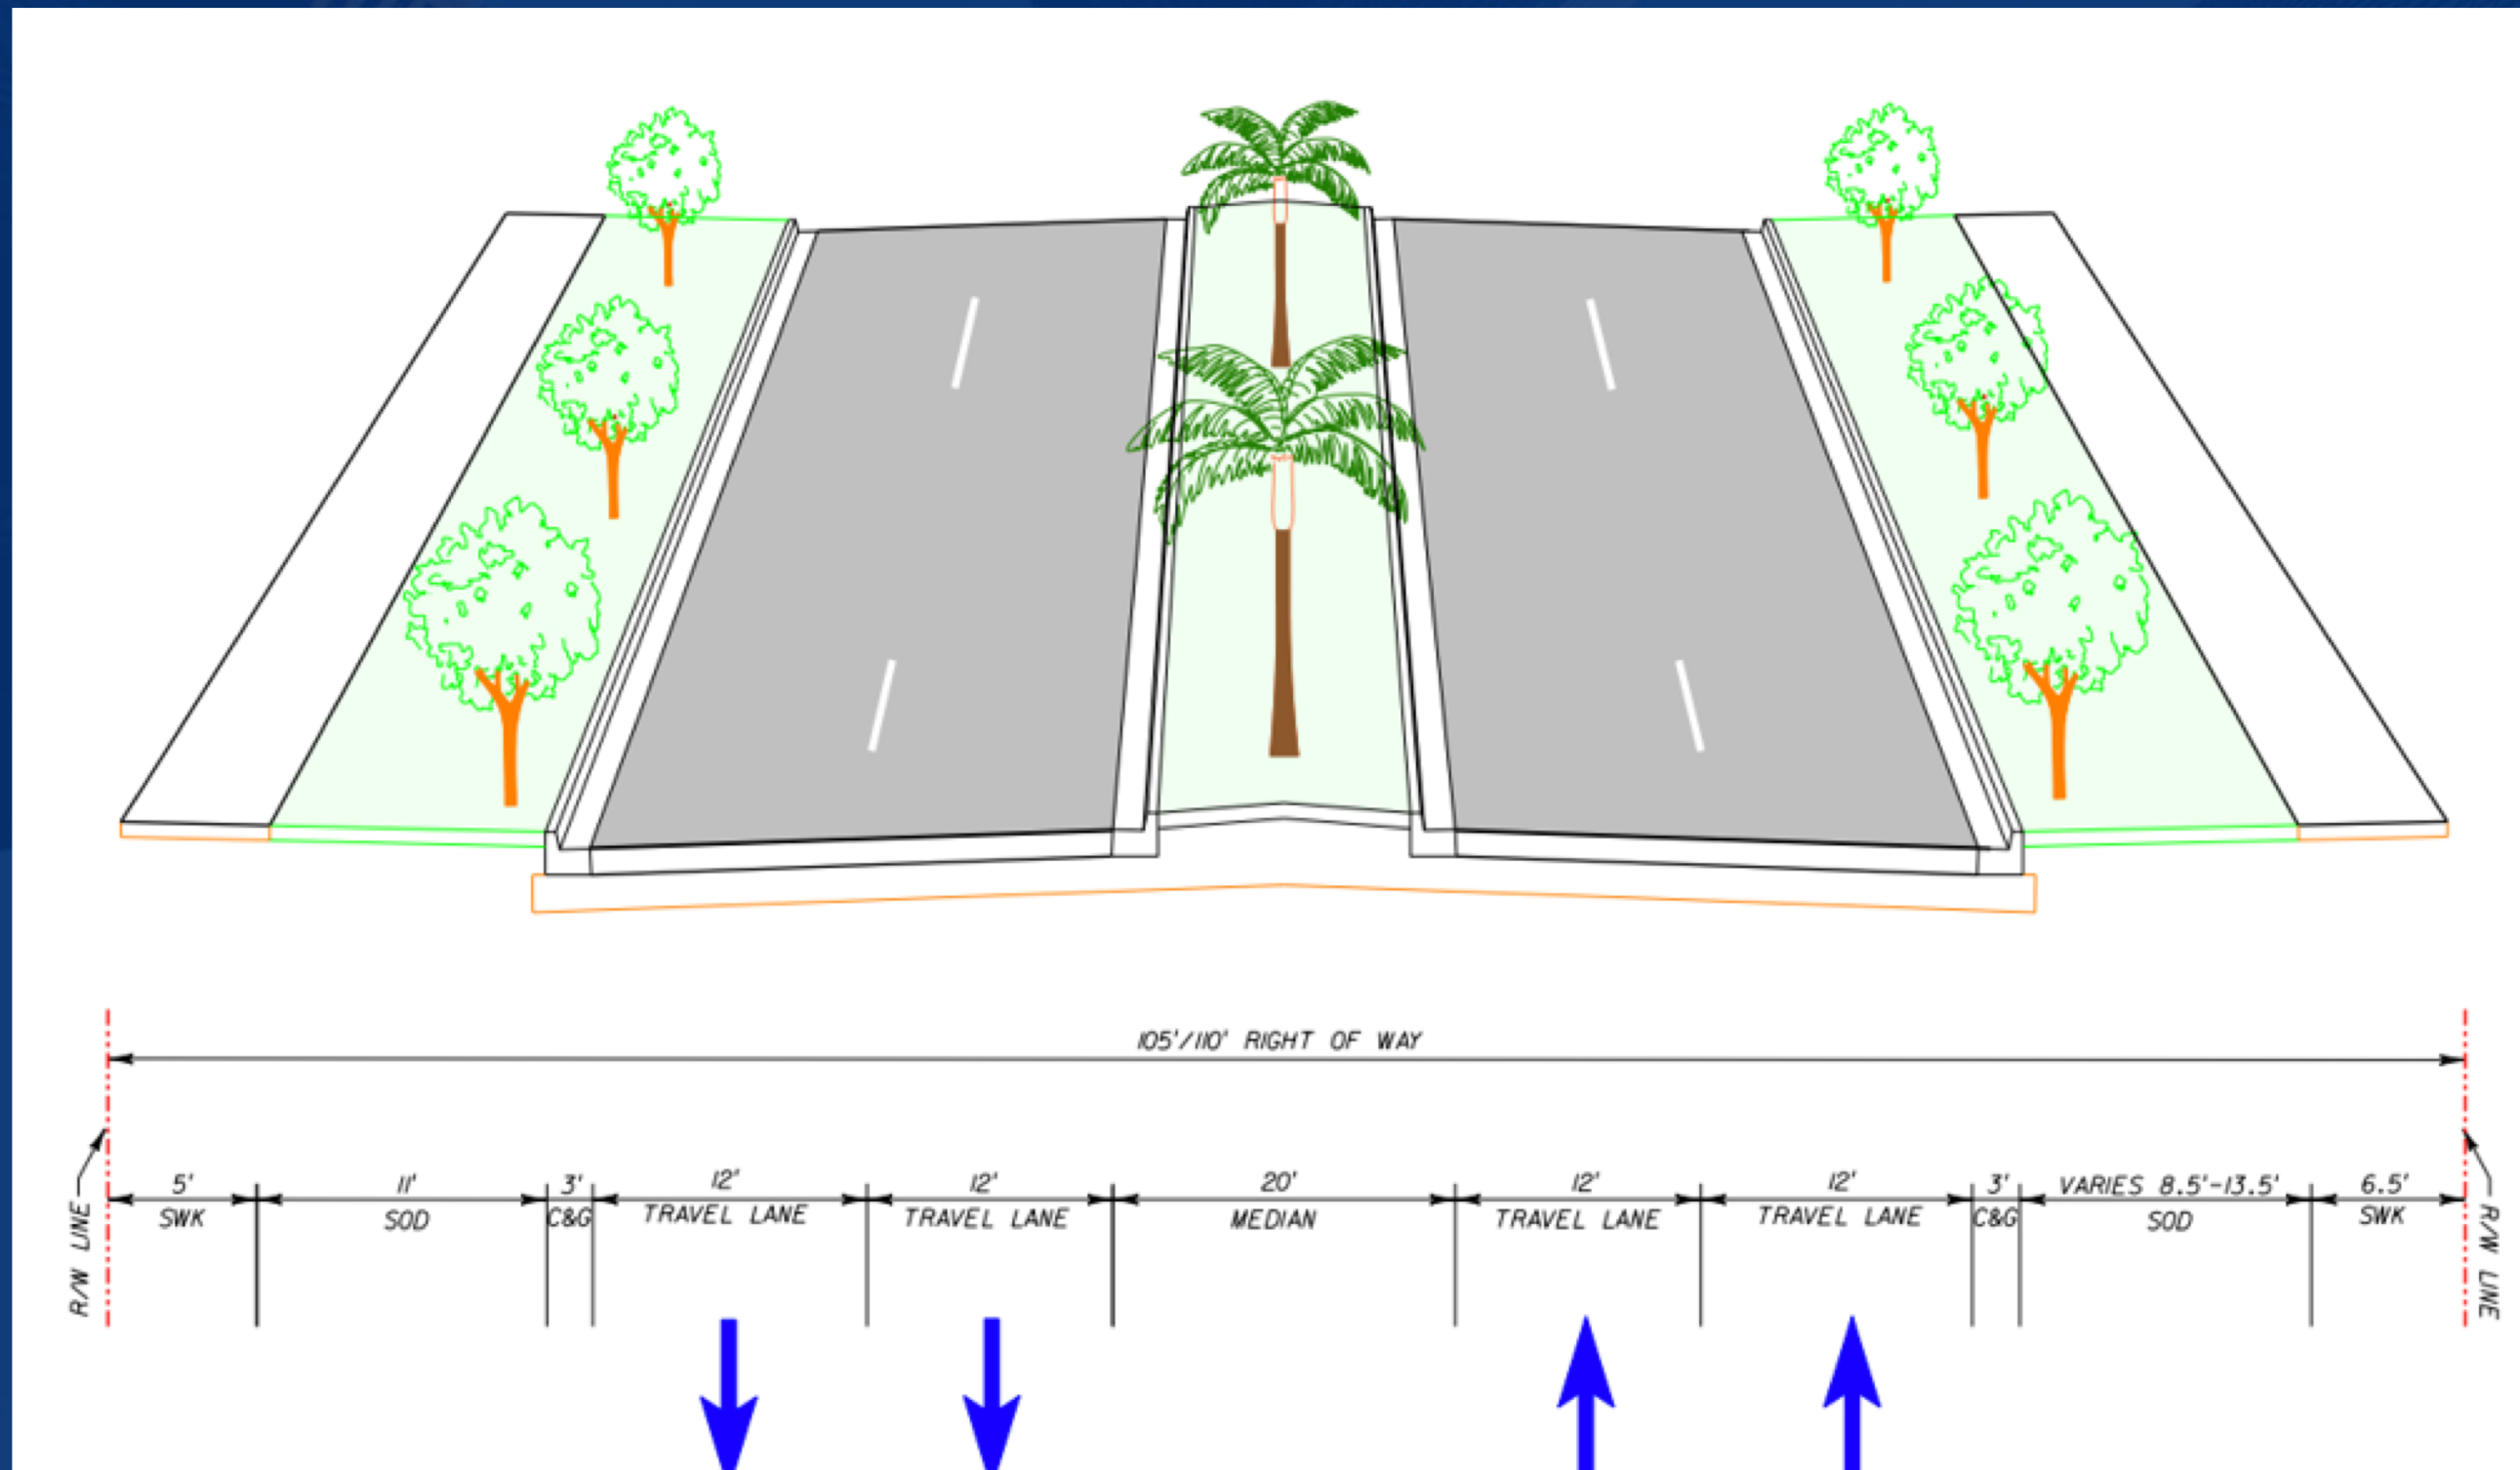 105'/110' RIGHT OF WAY
R/W LINE
5'
SWK
11'
SOD
3'
C&G
12'
TRAVEL LANE
12'
TRAVEL LANE
20'
MEDIAN
12'
TRAVEL LANE
12'
TRAVEL LANE
3'
C&G
VARIES 8.5'-13.5'
SOD
6.5'
SWK
R/W LINE